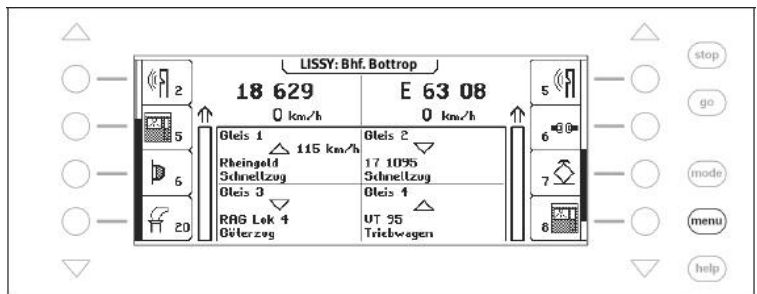 LISSY: Bhf. Bottrop
18 629
E 63 08
0 km/h
0 km/h
2
5
6
20
5
6
7
8
Gleis 1
115 km/h
Rheingold
Schnellzug
Gleis 2
17 1095
Schnellzug
Gleis 3
RAG Lok 4
Güterzug
Gleis 4
VT 95
Triebwagen
stop
go
mode
menu
help